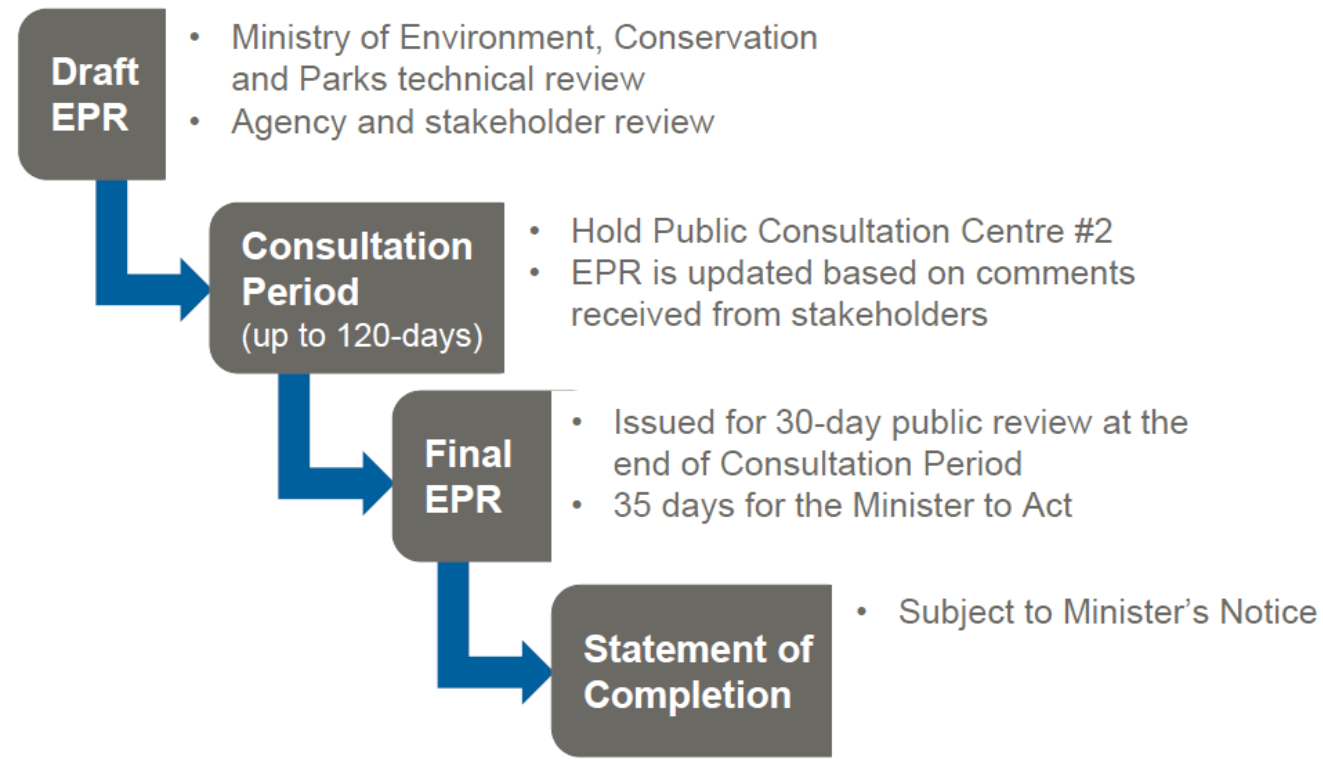 Draft
EPR
• Ministry of Environment, Conservation
and Parks technical review
• Agency and stakeholder review
Consultation
Period
(up to 120-days)
• Hold Public Consultation Centre #2
• EPR is updated based on comments
received from stakeholders
Final
EPR
• Issued for 30-day public review at the
end of Consultation Period
• 35 days for the Minister to Act
Statement of
Completion
• Subject to Minister’s Notice